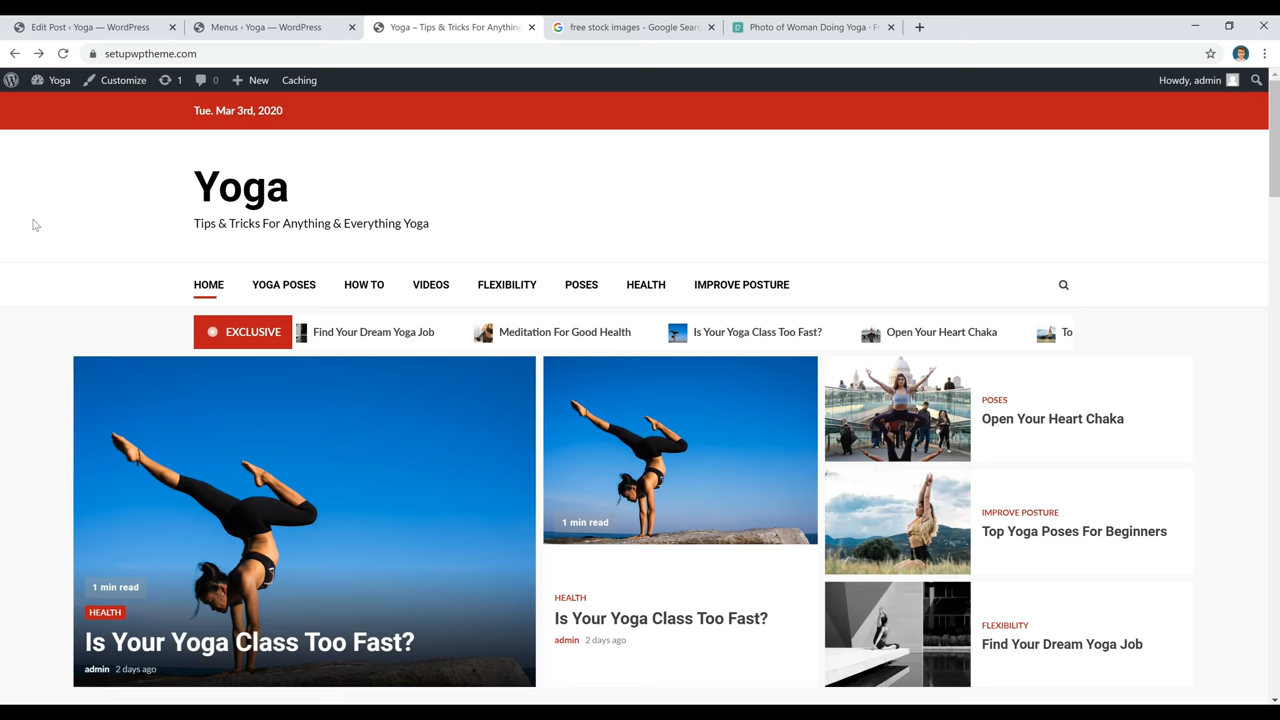 Edit Post ‹ Yoga — WordPress
Menus ‹ Yoga — WordPress
Yoga – Tips & Tricks For Anything
free stock images - Google Searc
Photo of Woman Doing Yoga · Fr
setupwptheme.com
Yoga
Customize
1
0
New
Caching
Howdy, admin
Tue. Mar 3rd, 2020
Yoga
Tips & Tricks For Anything & Everything Yoga
HOME
YOGA POSES
HOW TO
VIDEOS
FLEXIBILITY
POSES
HEALTH
IMPROVE POSTURE
EXCLUSIVE
Find Your Dream Yoga Job
Meditation For Good Health
Is Your Yoga Class Too Fast?
Open Your Heart Chaka
To
1 min read
HEALTH
Is Your Yoga Class Too Fast?
admin 2 days ago
1 min read
HEALTH
Is Your Yoga Class Too Fast?
admin 2 days ago
POSES
Open Your Heart Chaka
IMPROVE POSTURE
Top Yoga Poses For Beginners
FLEXIBILITY
Find Your Dream Yoga Job